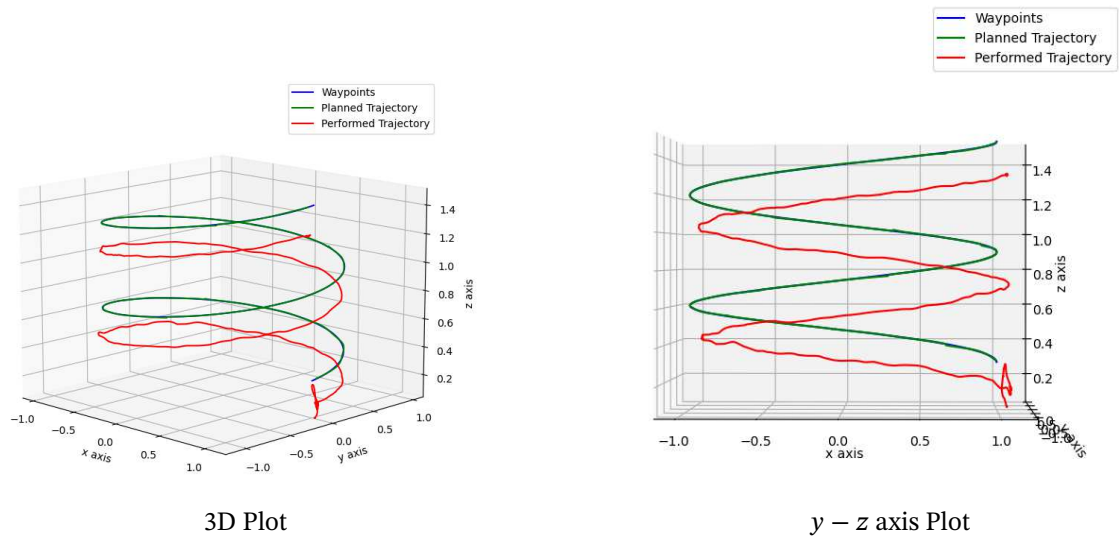 Waypoints
Planned Trajectory
Performed Trajectory
1.4
1.2
1.0
0.8
0.6
0.4
0.2
z axis
−1.0
−0.5
0.0
0.5
1.0
x axis
−1.0
−0.5
0.0
0.5
1.0
y axis
3D Plot
Waypoints
Planned Trajectory
Performed Trajectory
1.4
1.2
1.0
0.8
0.6
0.4
0.2
z axis
−1.0
−0.5
0.0
0.5
1.0
x axis
y − z axis Plot